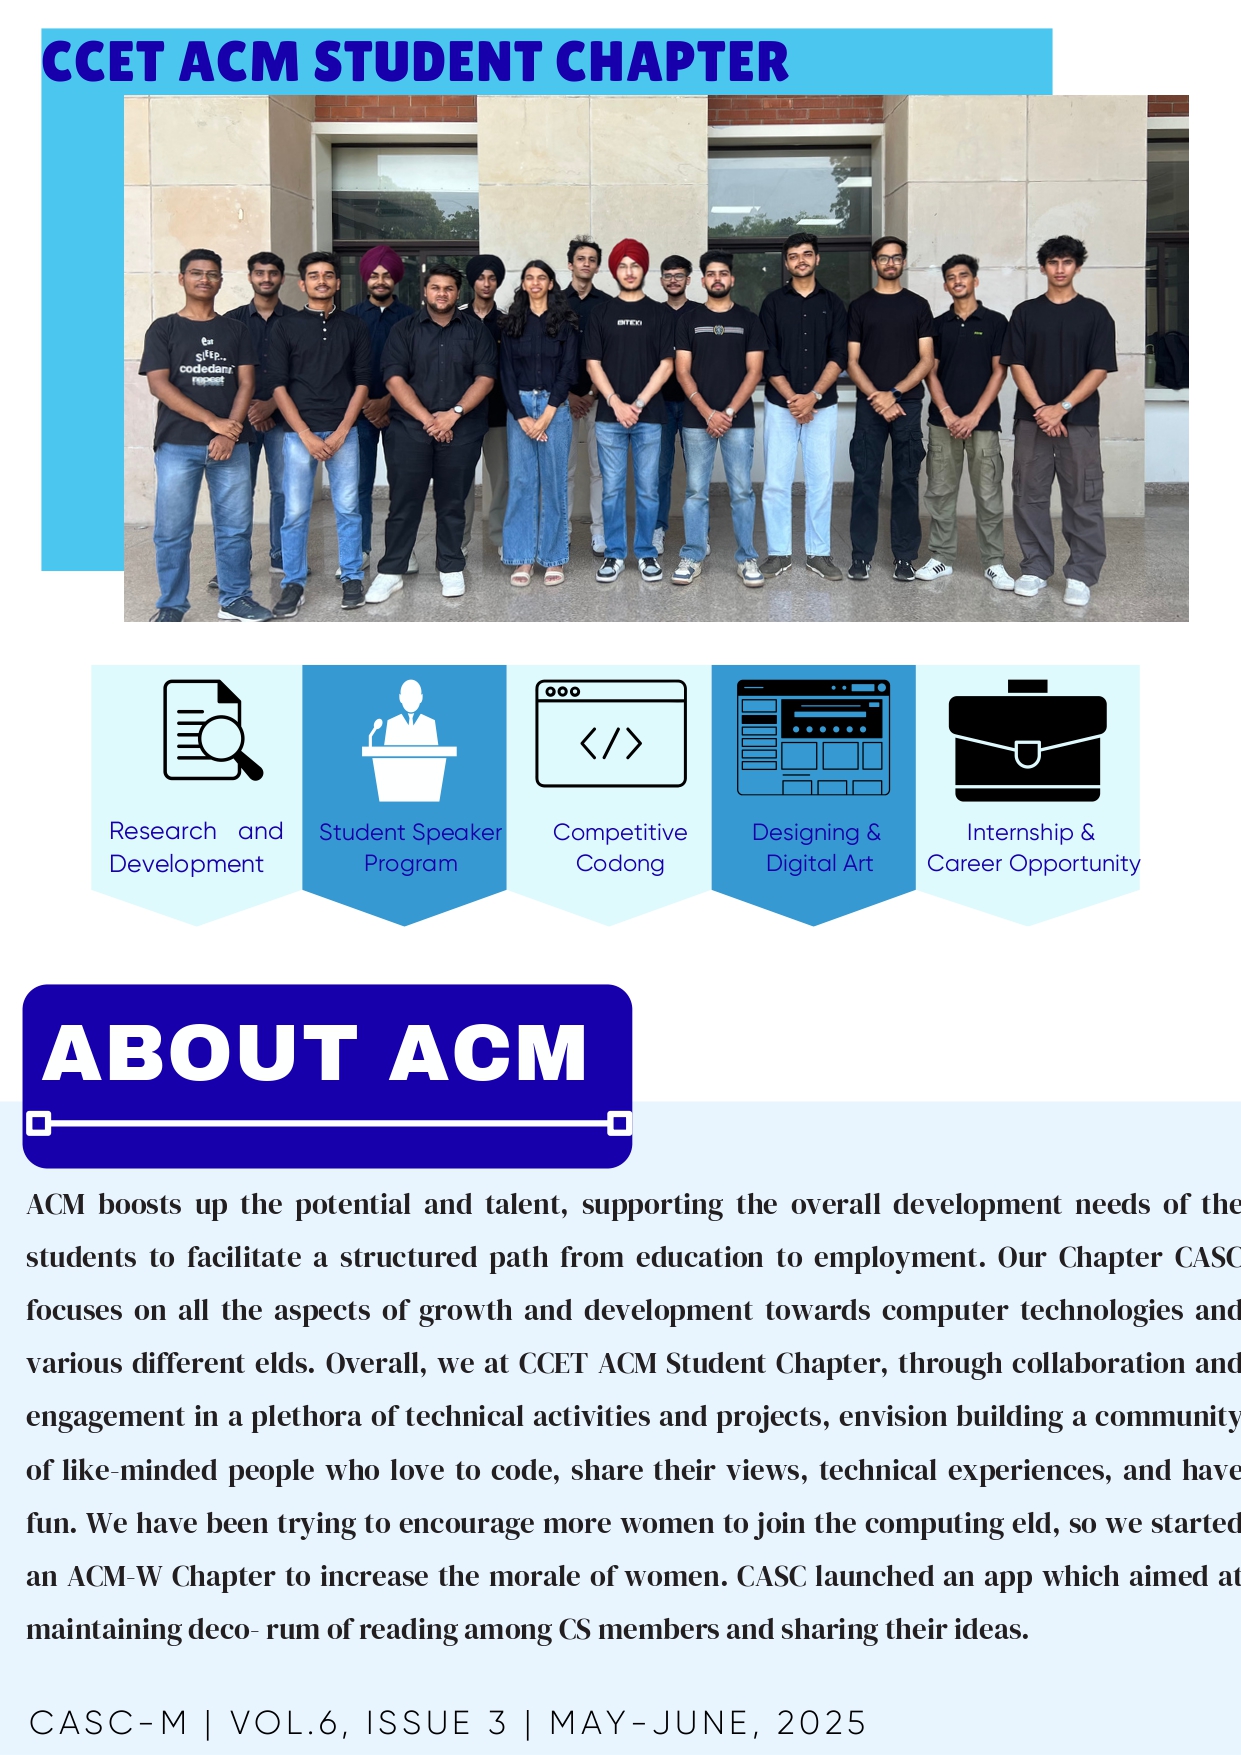 CCET ACM STUDENT CHAPTER
Eat
SLEEP...
codedamn
repeat
Research and
Development
Student Speaker
Program
Competitive
Codong
Designing &
Digital Art
Internship &
Career Opportunity
ABOUT ACM
ACM boosts up the potential and talent, supporting the overall development needs of the
students to facilitate a structured path from education to employment. Our Chapter CASC
focuses on all the aspects of growth and development towards computer technologies and
various different elds. Overall, we at CCET ACM Student Chapter, through collaboration and
engagement in a plethora of technical activities and projects, envision building a community
of like-minded people who love to code, share their views, technical experiences, and have
fun. We have been trying to encourage more women to join the computing eld, so we started
an ACM-W Chapter to increase the morale of women. CASC launched an app which aimed at
maintaining deco- rum of reading among CS members and sharing their ideas.
CASC-M | VOL.6, ISSUE 3 | MAY-JUNE, 2025